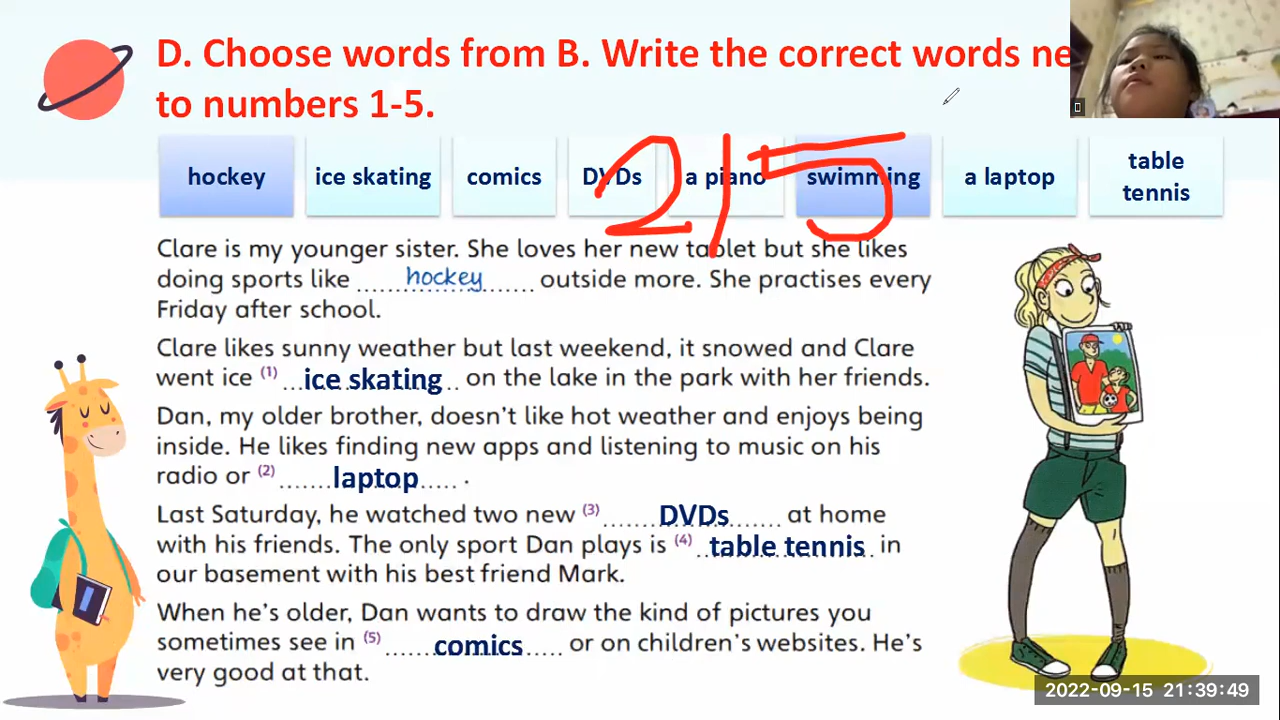 D. Choose words from B. Write the correct words ne
to numbers 1-5.
hockey
ice skating
comics
DVDs
a piano
swimming
a laptop
table
tennis
2/5
Clare is my younger sister. She loves her new tablet but she likes
doing sports like hockey outside more. She practises every
Friday after school.
Clare likes sunny weather but last weekend, it snowed and Clare
went ice (1) ...ice skating.. on the lake in the park with her friends.
Dan, my older brother, doesn't like hot weather and enjoys being
inside. He likes finding new apps and listening to music on his
radio or (2) .......laptop..... .
Last Saturday, he watched two new (3) .......DVDs....... at home
with his friends. The only sport Dan plays is (4) ..table tennis. in
our basement with his best friend Mark.
When he's older, Dan wants to draw the kind of pictures you
sometimes see in (5) ......comics..... or on children's websites. He's
very good at that.
2022-09-15 21:39:49